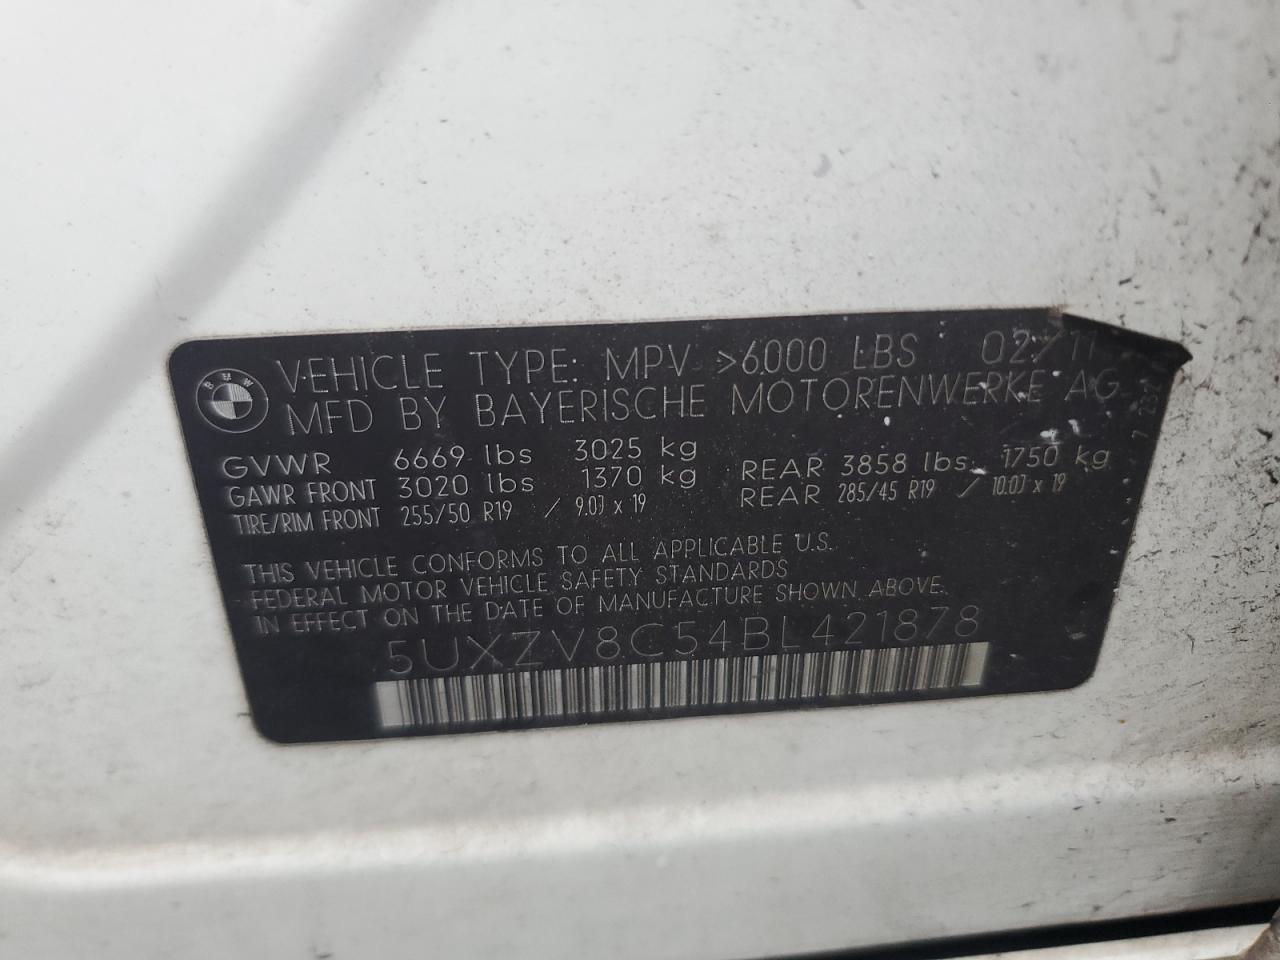 BMW
VEHICLE TYPE: MPV >6000 LBS 02/11
MFD BY BAYERISCHE MOTORENWERKE AG
GVWR 6669 lbs 3025 kg
GAWR FRONT 3020 lbs 1370 kg REAR 3858 lbs 1750 kg
TIRE/RIM FRONT 255/50 R19 / 9.0J x 19 REAR 285/45 R19 / 10.0J x 19
THIS VEHICLE CONFORMS TO ALL APPLICABLE U.S.
FEDERAL MOTOR VEHICLE SAFETY STANDARDS
IN EFFECT ON THE DATE OF MANUFACTURE SHOWN ABOVE.
5UXZV8C54BL421878